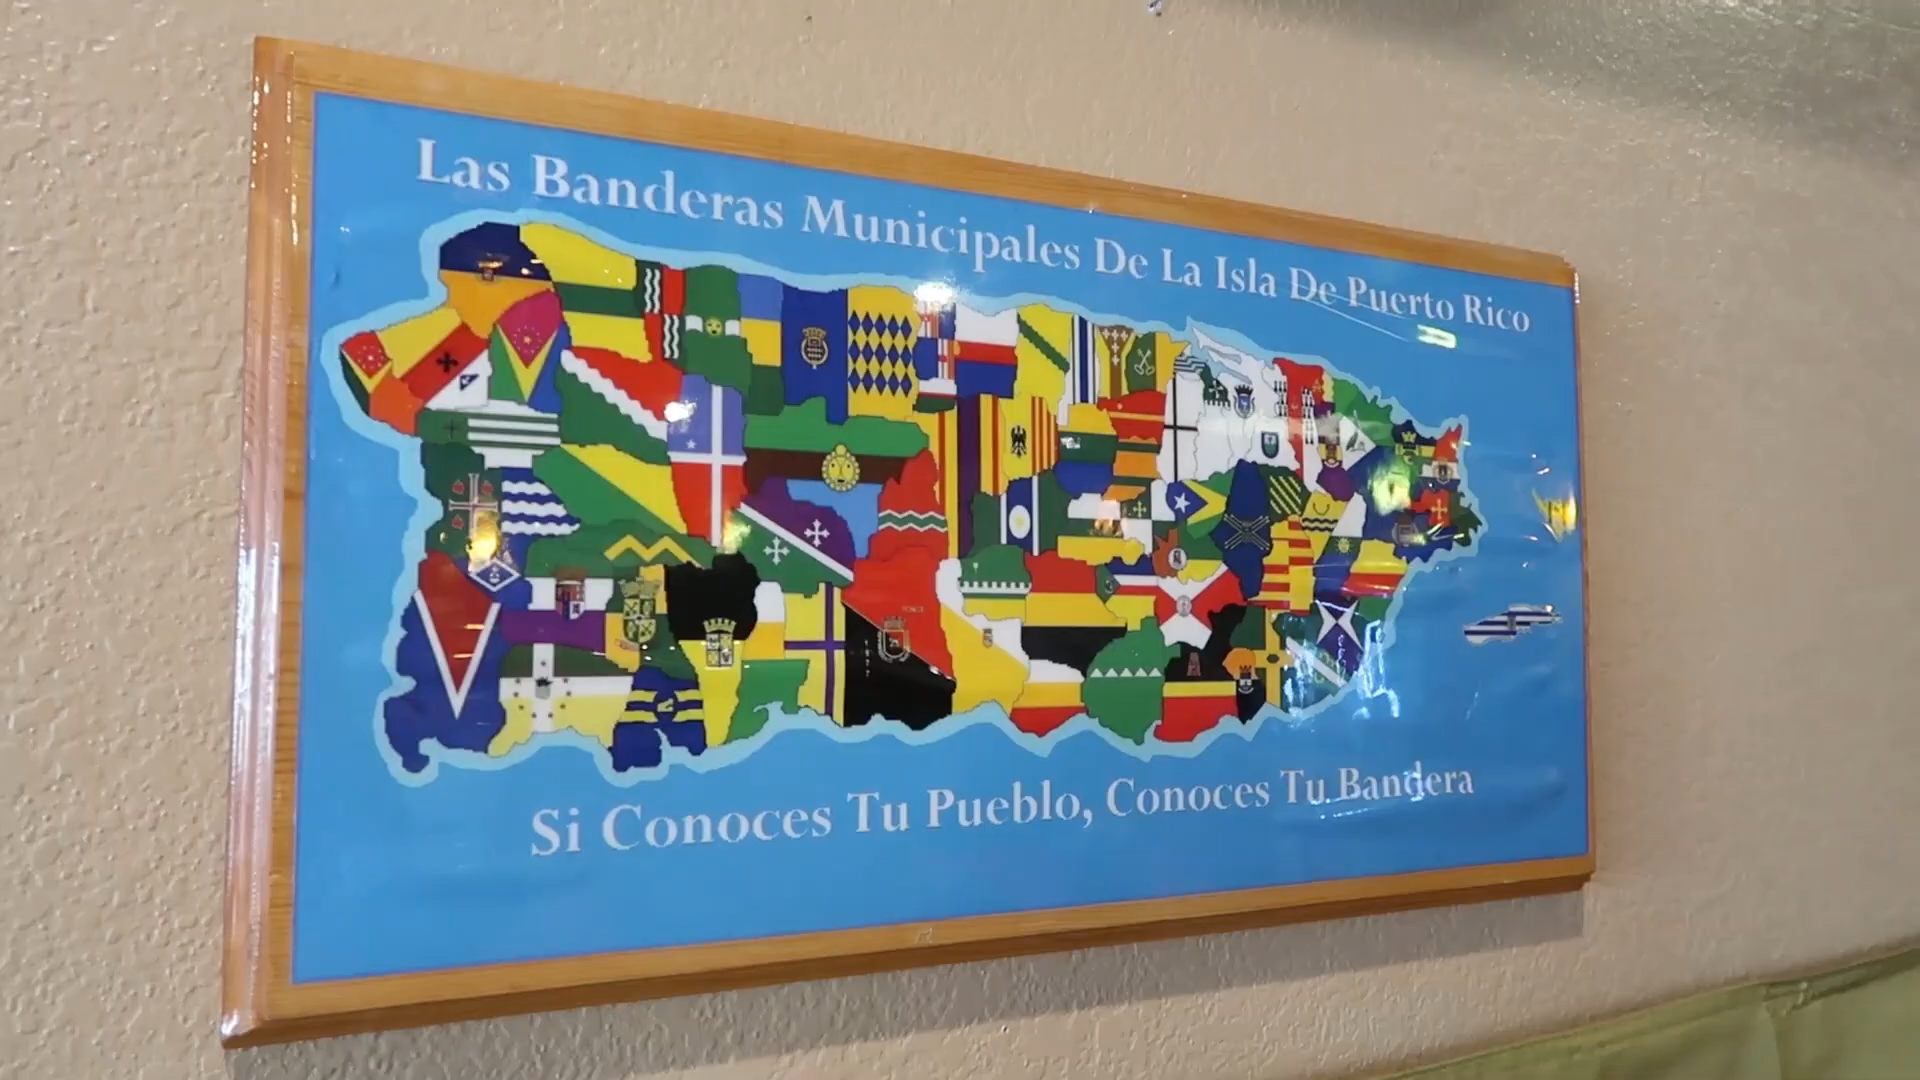 Las Banderas Municipales De La Isla De Puerto Rico
Si Conoces Tu Pueblo, Conoces Tu Bandera